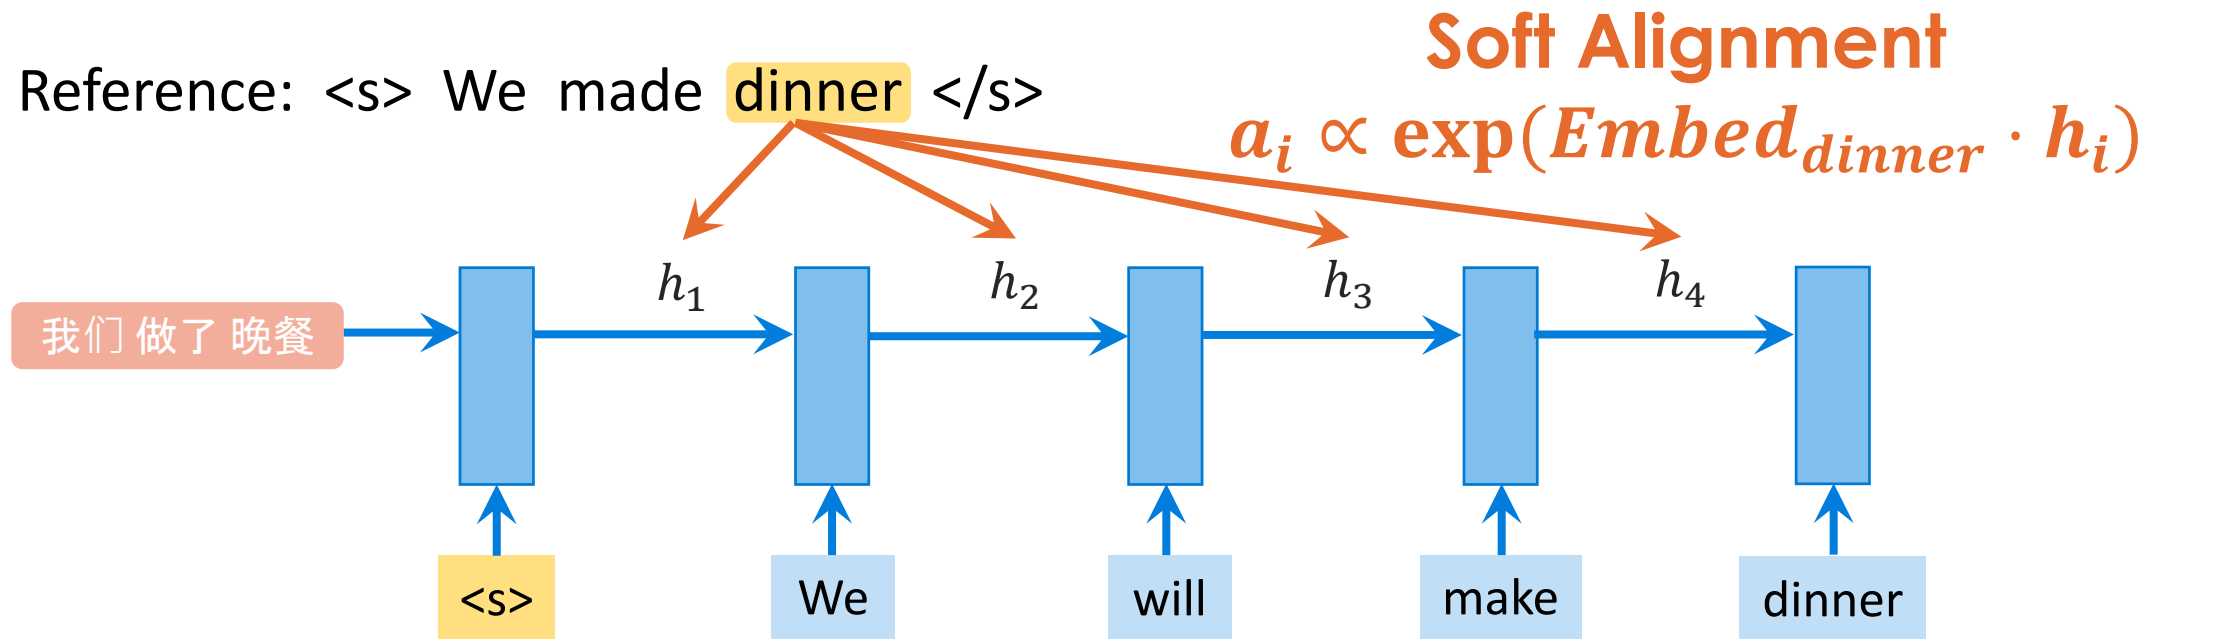 Soft Alignment
Reference: <s> We made dinner </s>
a_i ∝ exp(Embed_dinner · h_i)
h_1 h_2 h_3 h_4
我们 做了 晚餐
<s> We will make dinner